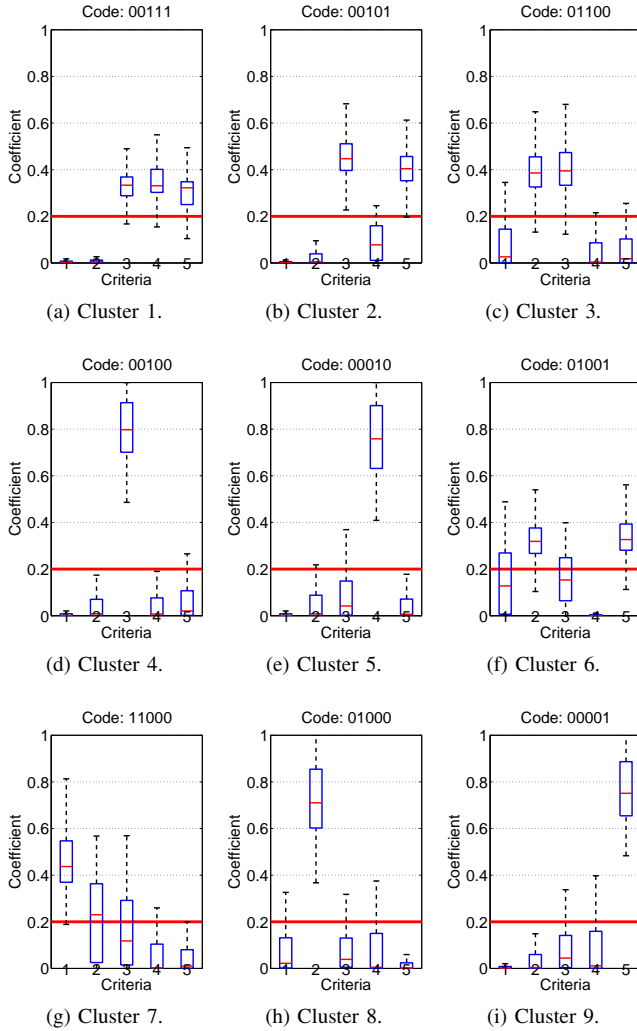 Code: 00111
Code: 00101
Code: 01100
1
0.8
0.6
0.4
0.2
0
Coefficient
1 2 3 4 5
Criteria
1
0.8
0.6
0.4
0.2
0
Coefficient
1 2 3 4 5
Criteria
1
0.8
0.6
0.4
0.2
0
Coefficient
1 2 3 4 5
Criteria
(a) Cluster 1.
(b) Cluster 2.
(c) Cluster 3.
Code: 00100
Code: 00010
Code: 01001
1
0.8
0.6
0.4
0.2
0
Coefficient
1 2 3 4 5
Criteria
1
0.8
0.6
0.4
0.2
0
Coefficient
1 2 3 4 5
Criteria
1
0.8
0.6
0.4
0.2
0
Coefficient
1 2 3 4 5
Criteria
(d) Cluster 4.
(e) Cluster 5.
(f) Cluster 6.
Code: 11000
Code: 01000
Code: 00001
1
0.8
0.6
0.4
0.2
0
Coefficient
1 2 3 4 5
Criteria
1
0.8
0.6
0.4
0.2
0
Coefficient
1 2 3 4 5
Criteria
1
0.8
0.6
0.4
0.2
0
Coefficient
1 2 3 4 5
Criteria
(g) Cluster 7.
(h) Cluster 8.
(i) Cluster 9.